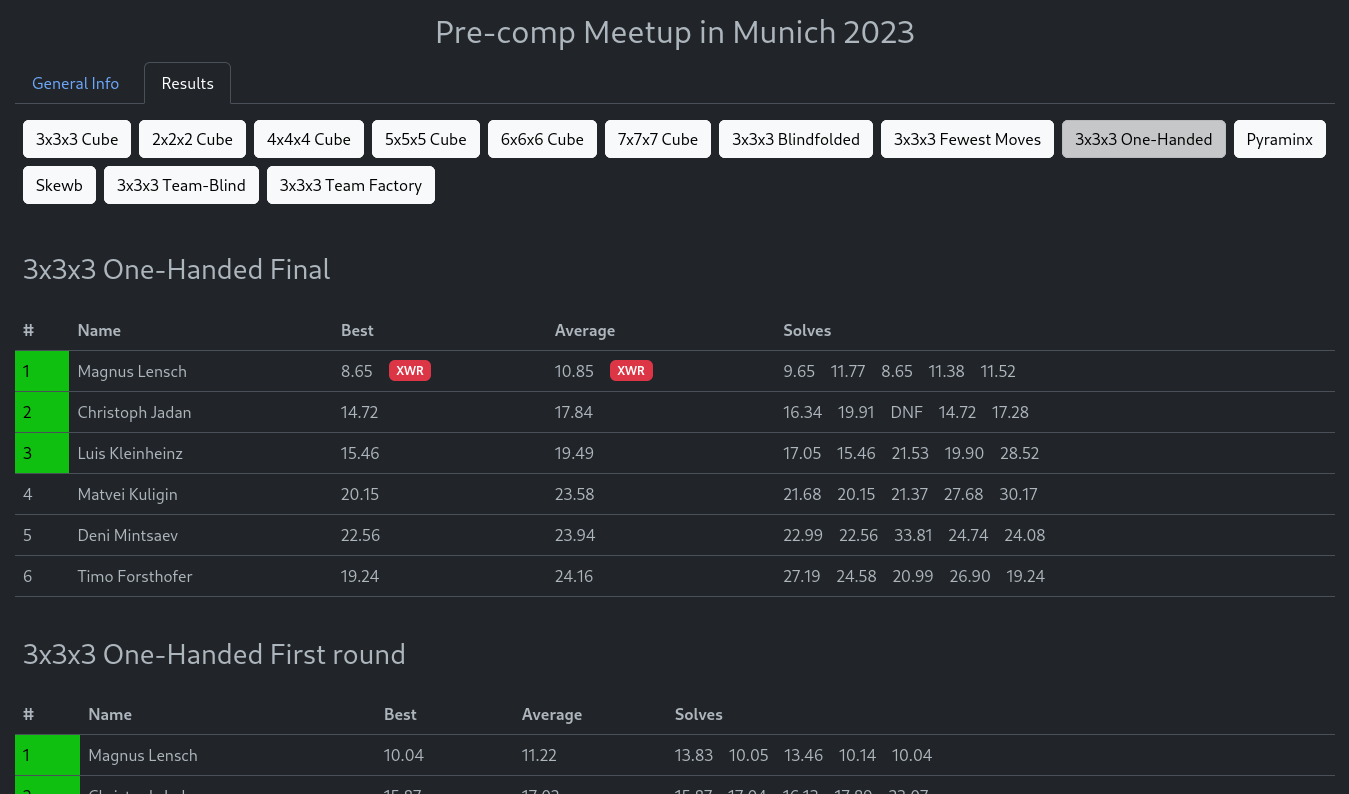 Pre-comp Meetup in Munich 2023
General Info Results
3x3x3 Cube 2x2x2 Cube 4x4x4 Cube 5x5x5 Cube 6x6x6 Cube 7x7x7 Cube 3x3x3 Blindfolded 3x3x3 Fewest Moves 3x3x3 One-Handed Pyraminx
Skewb 3x3x3 Team-Blind 3x3x3 Team Factory
3x3x3 One-Handed Final
# Name Best Average Solves
1 Magnus Lensch 8.65 XWR 10.85 XWR 9.65 11.77 8.65 11.38 11.52
2 Christoph Jadan 14.72 17.84 16.34 19.91 DNF 14.72 17.28
3 Luis Kleinheinz 15.46 19.49 17.05 15.46 21.53 19.90 28.52
4 Matvei Kuligin 20.15 23.58 21.68 20.15 21.37 27.68 30.17
5 Deni Mintsaev 22.56 23.94 22.99 22.56 33.81 24.74 24.08
6 Timo Forsthofer 19.24 24.16 27.19 24.58 20.99 26.90 19.24
3x3x3 One-Handed First round
# Name Best Average Solves
1 Magnus Lensch 10.04 11.22 13.83 10.05 13.46 10.14 10.04